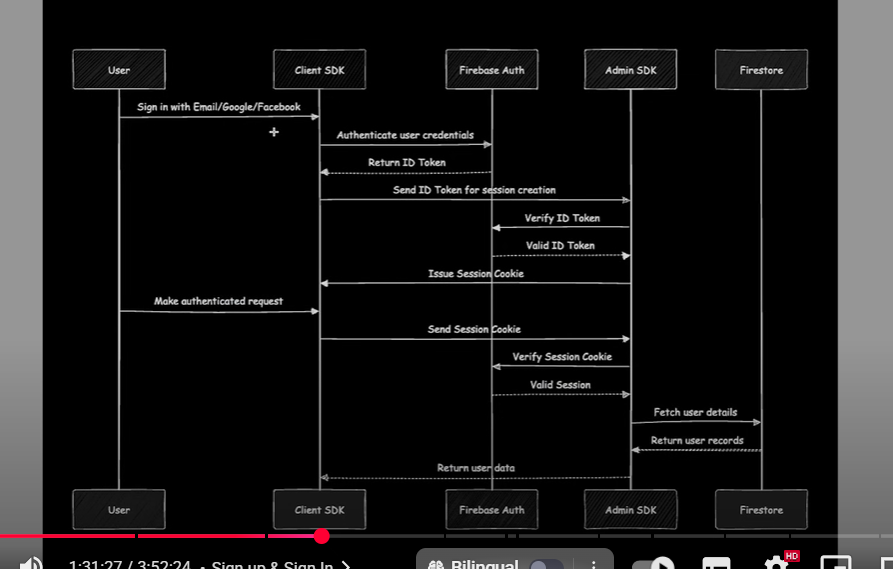 User
Client SDK
Firebase Auth
Admin SDK
Firestore
Sign in with Email/Google/Facebook
Authenticate user credentials
Return ID Token
Send ID Token for session creation
Verify ID Token
Valid ID Token
Issue Session Cookie
Make authenticated request
Send Session Cookie
Verify Session Cookie
Valid Session
Fetch user details
Return user records
Return user data
User
Client SDK
Firebase Auth
Admin SDK
Firestore
1:31:27 / 3:52:24 • Sign up & Sign In
Bilingual
HD